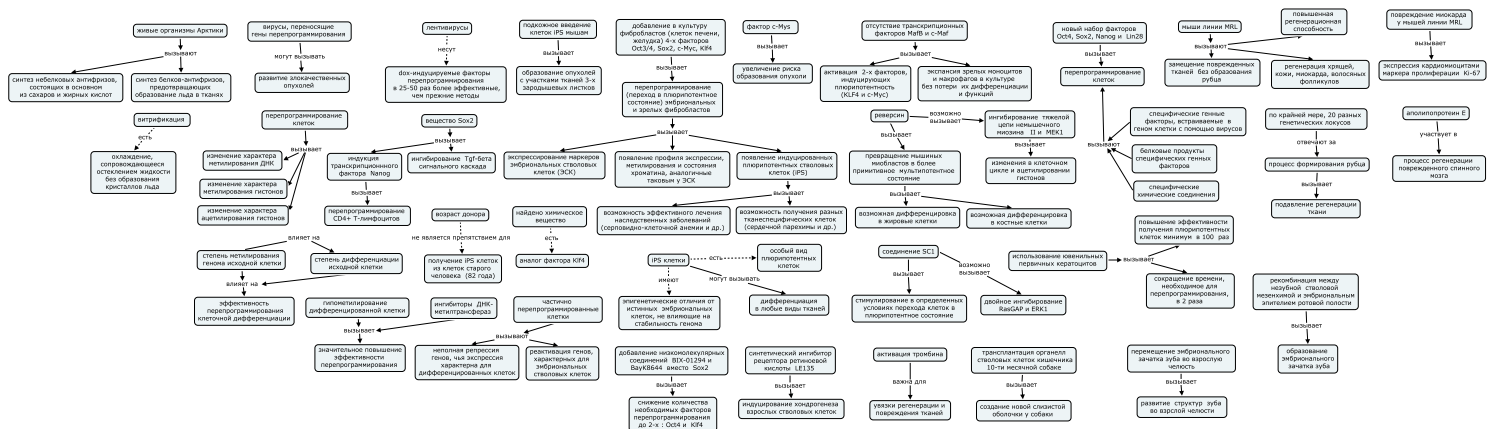 живые организмы Арктики
вызывают
синтез небелковых антифризов,
состоящих в основном
из сахаров и жирных кислот
синтез белков-антифризов,
предотвращающих
образование льда в тканях
вирусы, переносящие
гены перепрограммирования
могут вызывать
развитие злокачественных
опухолей
лентивирусы
несут
dox-индуцируемые факторы
перепрограммирования
в 25-50 раз более эффективные,
чем прежние методы
подкожное введение
клеток iPS мышам
вызывает
образование опухолей
с участками тканей 3-х
зародышевых листков
добавление в культуру
фибробластов (клеток печени,
желудка) 4-х факторов
Oct3/4, Sox2, c-Myc, Klf4
вызывает
перепрограммирование
(переход в плюрипотентное
состояние) эмбриональных
и зрелых фибробластов
вызывает
экспрессирование маркеров
эмбриональных стволовых
клеток (ЭСК)
появление профиля экспрессии,
метилирования и состояния
хроматина, аналогичные
таковым у ЭСК
появление индуцированных
плюрипотентных стволовых
клеток (iPS)
вызывает
возможность эффективного лечения
наследственных заболеваний
(серповидно-клеточной анемии и др.)
возможность получения разных
тканеспецифических клеток
(сердечной парехимы и др.)
фактор c-Mys
вызывает
увеличение риска
образования опухоли
отсутствие транскрипционных
факторов MafB и c-Maf
вызывает
активация 2-х факторов,
индуцирующих
плюрипотентность
(KLF4 и c-Myc)
экспансия зрелых моноцитов
и макрофагов в культуре
без потери их дифференциации
и функций
новый набор факторов
Oct4, Sox2, Nanog и Lin28
вызывает
перепрограммирование
клеток
вызывают
специфические генные
факторы, встраиваемые в
геном клетки с помощью вирусов
белковые продукты
специфических генных
факторов
специфические
химические соединения
мыши линии MRL
вызывают
повышенная
регенерационная
способность
замещение поврежденных
тканей без образования
рубца
регенерация хрящей,
кожи, миокарда, волосяных
фолликулов
повреждение миокарда
у мышей линии MRL
вызывает
экспрессия кардиомиоцитами
маркера пролиферации Ki-67
витрификация
есть
охлаждение,
сопровождающееся
остеклением жидкости
без образования
кристаллов льда
перепрограммирование
клеток
вызывает
изменение характера
метилирования ДНК
изменение характера
метилирования гистонов
изменение характера
ацетилирования гистонов
вещество Sox2
вызывает
индукция
транскрипционнного
фактора Nanog
ингибирование Tgf-бета
сигнального каскада
вызывает
перепрограммирование
CD4+ Т-лимфоцитов
реверсин
возможно
вызывает
ингибирование тяжелой
цепи немышечного
миозина II и MEK1
вызывает
изменения в клеточном
цикле и ацетилировании
гистонов
вызывает
превращение мышиных
миобластов в более
примитивное мультипотентное
состояние
вызывает
возможная дифференцировка
в жировые клетки
возможная дифференцировка
в костные клетки
по крайней мере, 20 разных
генетических локусов
отвечают за
процесс формирования рубца
вызывает
подавление регенерации
ткани
аполипопротеин Е
участвует в
процесс регенерации
поврежденного спинного
мозга
возраст донора
не является препятствием для
получение iPS клеток
из клеток старого
человека (82 года)
найдено химическое
вещество
есть
аналог фактора Klf4
влияет на
степень метилирования
генома исходной клетки
степень дифференциации
исходной клетки
влияет на
эффективность
перепрограммирования
клеточной дифференциации
гипометилирование
дифференцированной клетки
ингибиторы ДНК-
метилтрансфераз
вызывает
значительное повышение
эффективности
перепрограммирования
частично
перепрограммированные
клетки
вызывают
неполная репрессия
генов, чья экспрессия
характерна для
дифференцированных клеток
реактивация генов,
характерных для
эмбриональных
стволовых клеток
iPS клетки
есть
особый вид
плюрипотентных
клеток
имеют
эпигенетические отличия от
истинных эмбриональных
клеток, не влияющие на
стабильность генома
могут вызывать
дифференциация
в любые виды тканей
соединение SC1
вызывает
стимулирование в определенных
условиях перехода клеток в
плюрипотентное состояние
возможно
вызывает
двойное ингибирование
RasGAP и ERK1
использование ювенильных
первичных кератоцитов
вызывает
повышение эффективности
получения плюрипотентных
клеток минимум в 100 раз
сокращение времени,
необходимое для
перепрограммирования,
в 2 раза
рекомбинация между
незубной стволовой
мезенхимой и эмбриональным
эпителием ротовой полости
вызывает
образование
эмбрионального
зачатка зуба
добавление низкомолекулярных
соединений BIX-01294 и
BayK8644 вместо Sox2
вызывает
снижение количества
необходимых факторов
перепрограммирования
до 2-х : Oct4 и Klf4
синтетический ингибитор
рецептора ретиноевой
кислоты LE135
вызывает
индуцирование хондрогенеза
взрослых стволовых клеток
активация тромбина
важна для
увязки регенерации и
повреждения тканей
трансплантация органелл
стволовых клеток кишечника
10-ти месячной собаке
вызывает
создание новой слизистой
оболочки у собаки
перемещение эмбрионального
зачатка зуба во взрослую
челюсть
вызывает
развитие структур зуба
во взрслой челюсти